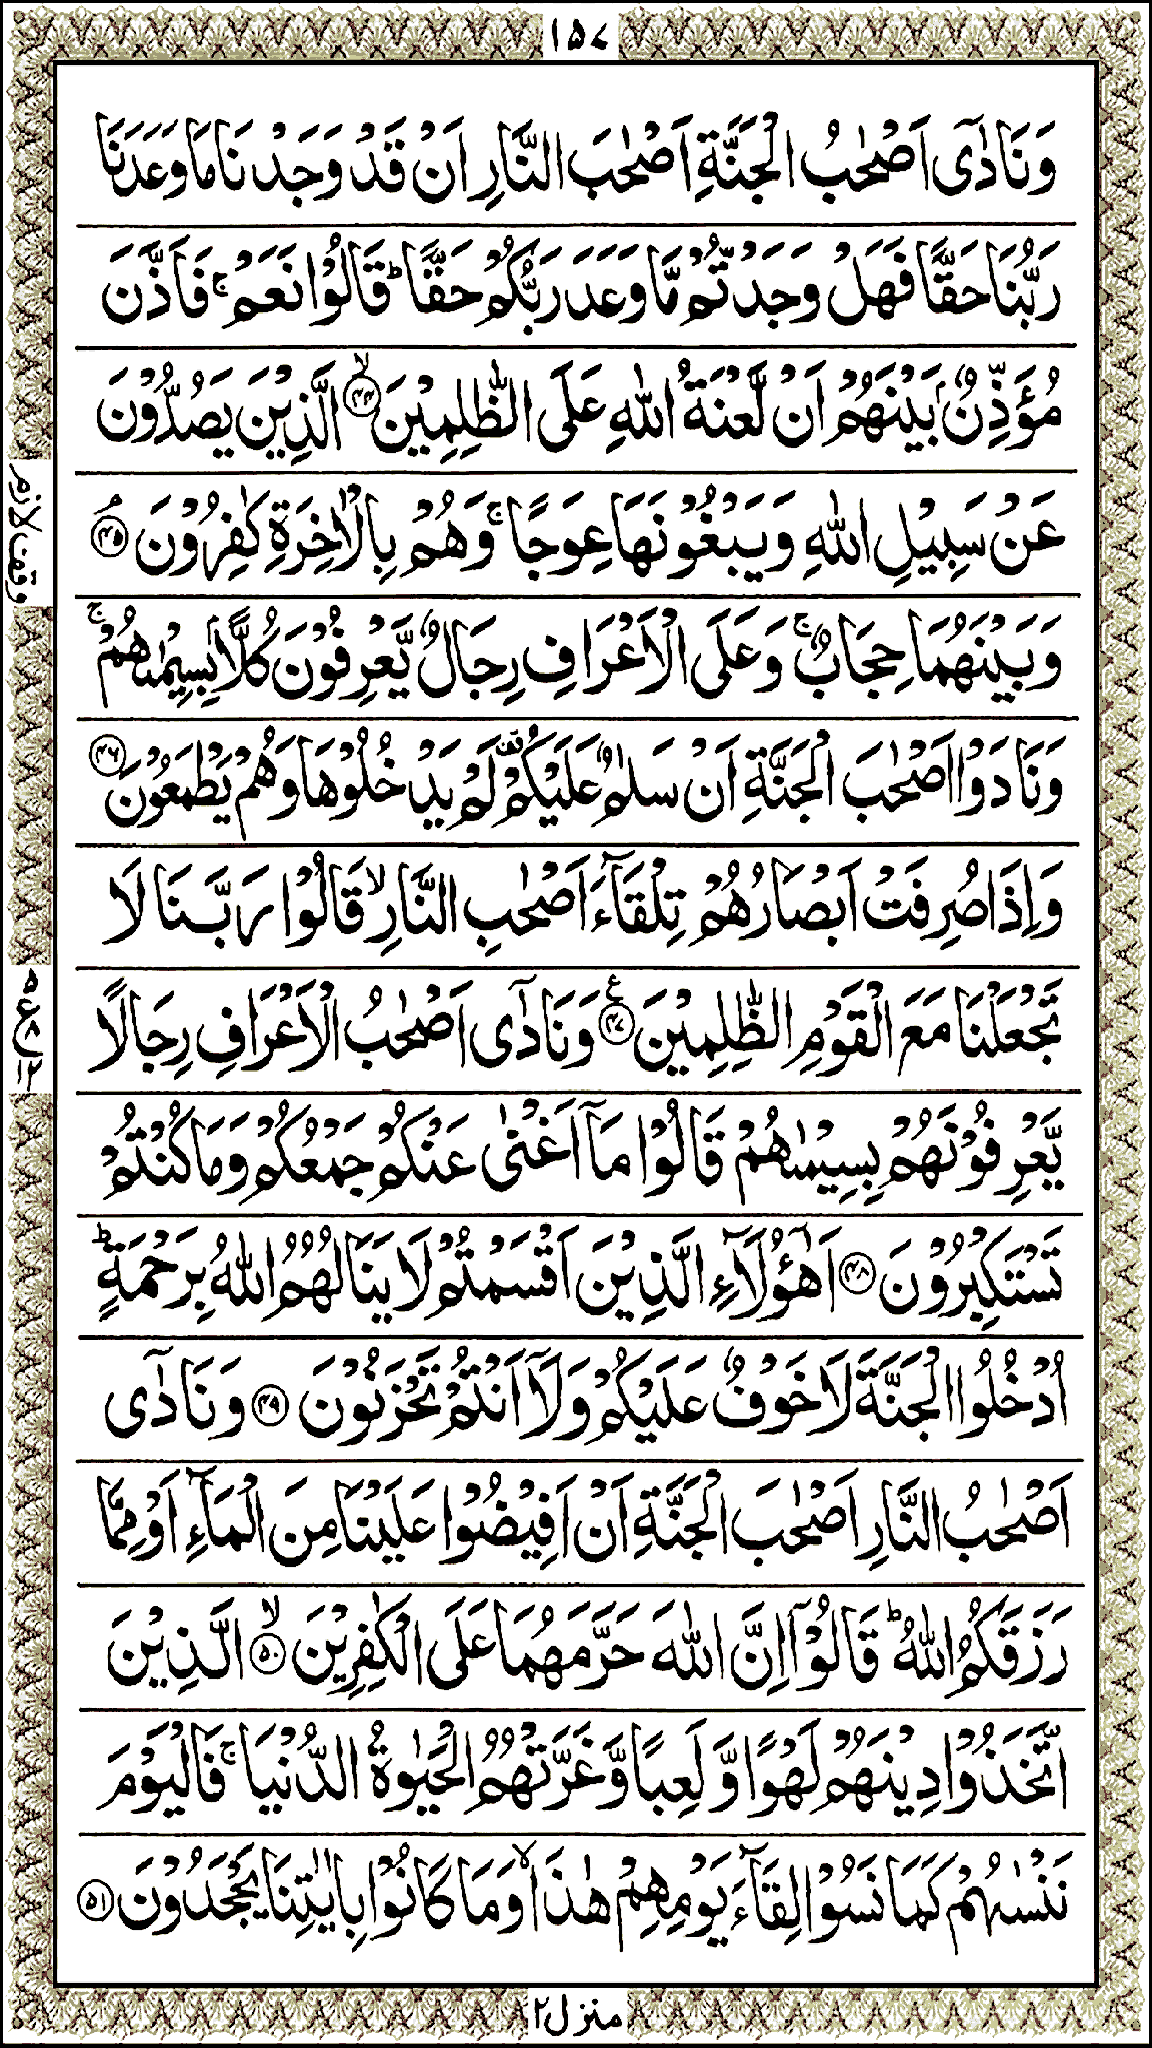 ١٥٧
وَنَادٰۤى اَصْحٰبُ الْجَنَّةِ اَصْحٰبَ النَّارِ اَنْ قَدْ وَجَدْنَا مَا وَعَدَنَا
رَبُّنَا حَقًّا فَهَلْ وَجَدْتُّمْ مَّا وَعَدَ رَبُّكُمْ حَقًّا ؕ قَالُوْا نَعَمْ ۚ فَاَذَّنَ
مُؤَذِّنٌۢ بَيْنَهُمْ اَنْ لَّعْنَةُ اللّٰهِ عَلَى الظّٰلِمِيْنَ ۙ﴿۴۴﴾ الَّذِيْنَ يَصُدُّوْنَ
عَنْ سَبِيْلِ اللّٰهِ وَيَبْغُوْنَهَا عِوَجًا ۚ وَهُمْ بِالْاٰخِرَةِ كٰفِرُوْنَ ۘ﴿۴۵﴾
وقف لازم
وَبَيْنَهُمَا حِجَابٌ ۚ وَعَلَى الْاَعْرَافِ رِجَالٌ يَّعْرِفُوْنَ كُلًّاۢ بِسِيْمٰىهُمْ ۚ
وَنَادَوْا اَصْحٰبَ الْجَنَّةِ اَنْ سَلٰمٌ عَلَيْكُمْ ۟ لَمْ يَدْخُلُوْهَا وَهُمْ يَطْمَعُوْنَ ﴿۴۶﴾
وَاِذَا صُرِفَتْ اَبْصَارُهُمْ تِلْقَآءَ اَصْحٰبِ النَّارِ ۙ قَالُوْا رَبَّنَا لَا
تَجْعَلْنَا مَعَ الْقَوْمِ الظّٰلِمِيْنَ ﴿۴۷﴾ ع وَنَادٰۤى اَصْحٰبُ الْاَعْرَافِ رِجَالًا
يَّعْرِفُوْنَهُمْ بِسِيْمٰىهُمْ قَالُوْا مَاۤ اَغْنٰى عَنْكُمْ جَمْعُكُمْ وَمَا كُنْتُمْ
تَسْتَكْبِرُوْنَ ﴿۴۸﴾ اَهٰۤؤُلَآءِ الَّذِيْنَ اَقْسَمْتُمْ لَا يَنَالُهُمُ اللّٰهُ بِرَحْمَةٍ ؕ
اُدْخُلُوا الْجَنَّةَ لَا خَوْفٌ عَلَيْكُمْ وَلَاۤ اَنْتُمْ تَحْزَنُوْنَ ﴿۴۹﴾ وَنَادٰۤى
اَصْحٰبُ النَّارِ اَصْحٰبَ الْجَنَّةِ اَنْ اَفِيْضُوْا عَلَيْنَا مِنَ الْمَآءِ اَوْ مِمَّا
رَزَقَكُمُ اللّٰهُ ؕ قَالُوْۤا اِنَّ اللّٰهَ حَرَّمَهُمَا عَلَى الْكٰفِرِيْنَ ۙ﴿۵۰﴾ الَّذِيْنَ
اتَّخَذُوْا دِيْنَهُمْ لَهْوًا وَّلَعِبًا وَّغَرَّتْهُمُ الْحَيٰوةُ الدُّنْيَا ۚ فَالْيَوْمَ
نَنْسٰىهُمْ كَمَا نَسُوْا لِقَآءَ يَوْمِهِمْ هٰذَا ۙ وَمَا كَانُوْا بِاٰيٰتِنَا يَجْحَدُوْنَ ﴿۵۱﴾
منزل ٢